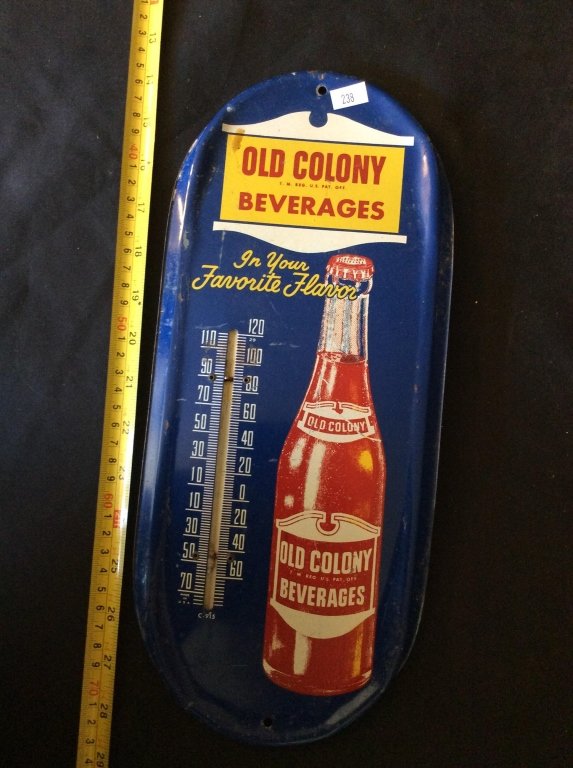 238
OLD COLONY
T. M. REG. U.S. PAT. OFF.
BEVERAGES
In Your
Favorite Flavor
120
110
100
90
80
70
60
50
40
30
20
10
0
10
20
30
40
50
60
70
C-915
OLD COLONY
OLD COLONY
T. M. REG. U.S. PAT. OFF.
BEVERAGES